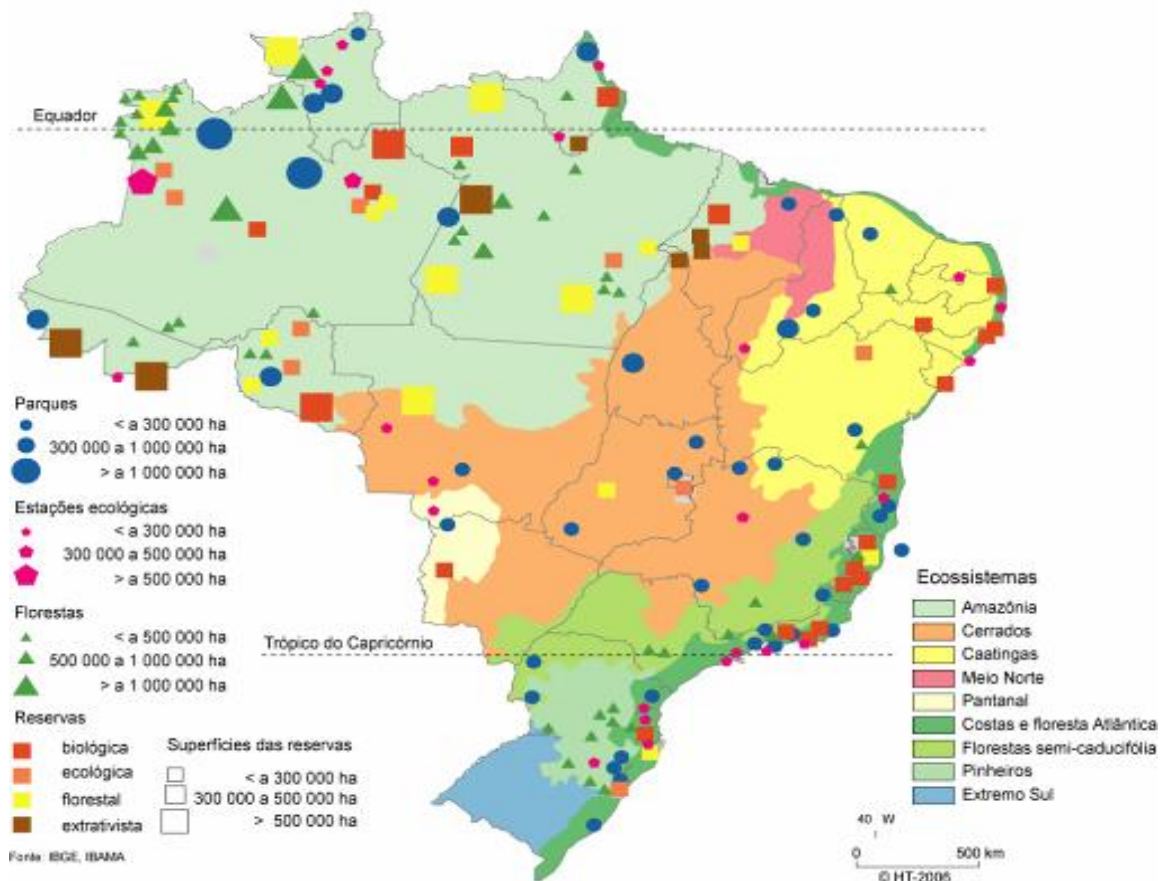 Equador
Parques
< a 300 000 ha
300 000 a 1 000 000 ha
> a 1 000 000 ha
Estações ecológicas
< a 300 000 ha
300 000 a 500 000 ha
> a 500 000 ha
Florestas
< a 500 000 ha
500 000 a 1 000 000 ha
> a 1 000 000 ha
Reservas
biológica
ecológica
florestal
extrativista
Superfícies das reservas
< a 300 000 ha
300 000 a 500 000 ha
> 500 000 ha
Fonte: IBGE, IBAMA
Trópico do Capricórnio
Ecossistemas
Amazônia
Cerrados
Caatingas
Meio Norte
Pantanal
Costas e floresta Atlântica
Florestas semi-caducifólia
Pinheiros
Extremo Sul
40 W
0 500 km
© HT-2006